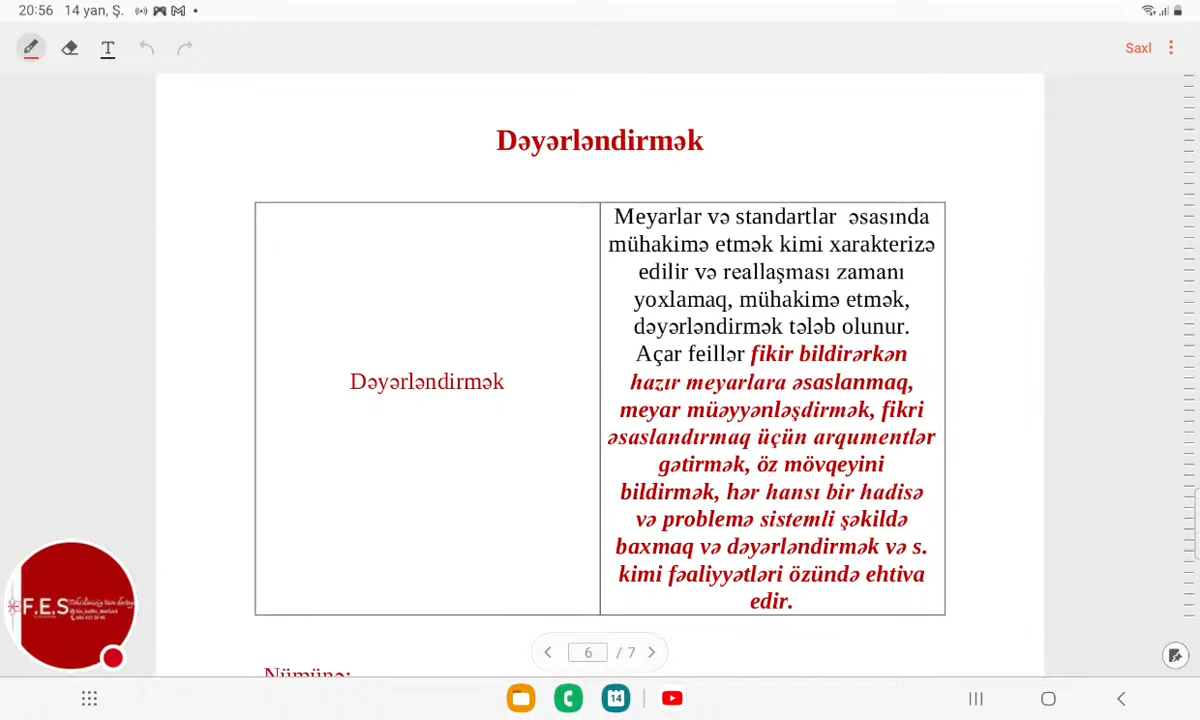 20:56 14 yan, Ş.
T
Saxl
Dəyərləndirmək
Dəyərləndirmək
Meyarlar və standartlar əsasında
mühakimə etmək kimi xarakterizə
edilir və reallaşması zamanı
yoxlamaq, mühakimə etmək,
dəyərləndirmək tələb olunur.
Açar feillər fikir bildirərkən
hazır meyarlara əsaslanmaq,
meyar müəyyənləşdirmək, fikri
əsaslandırmaq üçün arqumentlər
gətirmək, öz mövqeyini
bildirmək, hər hansı bir hadisə
və problemə sistemli şəkildə
baxmaq və dəyərləndirmək və s.
kimi fəaliyyətləri özündə ehtiva
edir.
F.E.S
6 / 7
Nümunə:
14